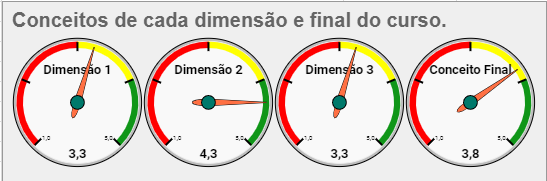 Conceitos de cada dimensão e final do curso.
Dimensão 1
1,0 5,0
3,3
Dimensão 2
1,0 5,0
4,3
Dimensão 3
1,0 5,0
3,3
Conceito Final
1,0 5,0
3,8